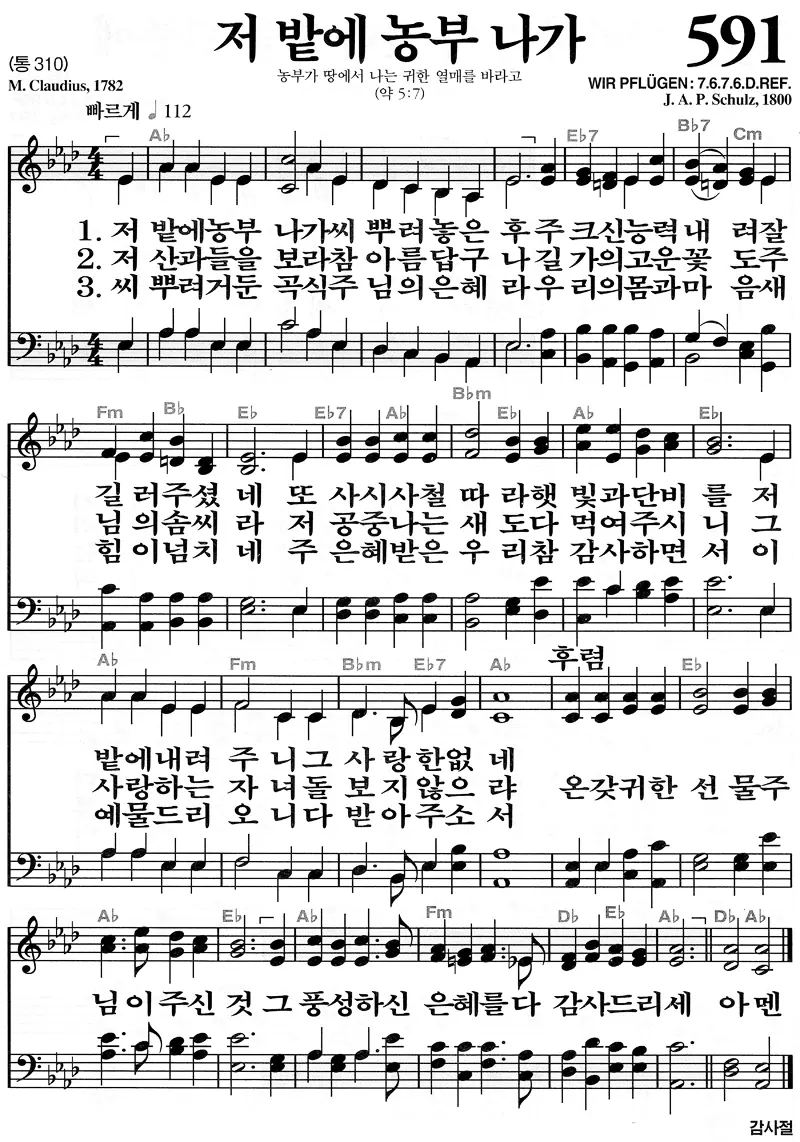 저 밭에 농부 나가
591
(통 310)
M. Claudius, 1782
농부가 땅에서 나는 귀한 열매를 바라고
(약 5:7)
WIR PFLÜGEN: 7.6.7.6.D.REF.
J. A. P. Schulz, 1800
빠르게 ♩ 112
A♭ E♭7 B♭7 Cm
1. 저 밭에농부 나가씨 뿌려놓은 후주 크신능력내 려잘
2. 저 산과들을 보라참 아름답구 나길 가의고운꽃 도주
3. 씨 뿌려거둔 곡식주 님의은혜 라우 리의몸과마 음새
Fm B♭ E♭ E♭7 A♭ B♭m E♭ A♭ E♭
길 러주셨 네 또 사시사철 따 라햇 빛과단비 를 저
님 의솜씨 라 저 공중나는 새 도다 먹여주시 니 그
힘 이넘치 네 주 은혜받은 우 리참 감사하면 서 이
A♭ Fm B♭m E♭7 A♭ 후렴 E♭
밭에내려 주 니그 사 랑한없 네
사랑하는 자 녀돌 보지않으 랴 온갖귀한 선 물주
예물드리 오 니다 받아주소 서
A♭ E♭ A♭ Fm D♭ E♭ A♭ D♭ A♭
님 이 주신 것 그 풍성하신 은혜를다 감사드리세 아멘
감사절